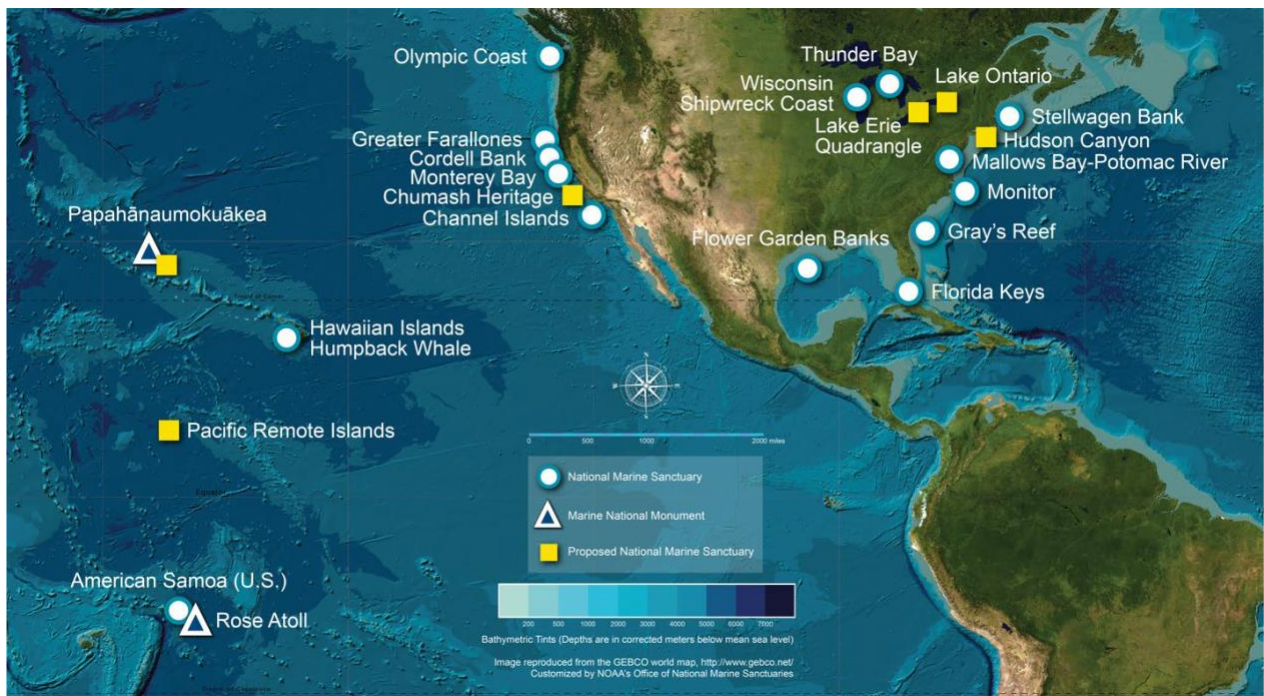 Olympic Coast
Greater Farallones
Cordell Bank
Monterey Bay
Chumash Heritage
Channel Islands
Thunder Bay
Wisconsin
Shipwreck Coast
Lake Ontario
Lake Erie
Quadrangle
Stellwagen Bank
Hudson Canyon
Mallows Bay-Potomac River
Monitor
Gray's Reef
Flower Garden Banks
Florida Keys
Papahānaumokuākea
Hawaiian Islands
Humpback Whale
Pacific Remote Islands
American Samoa (U.S.)
Rose Atoll
N
S
0 500 1000 2000 miles
National Marine Sanctuary
Marine National Monument
Proposed National Marine Sanctuary
200 500 1000 2000 3000 4000 5000 6000 7000
Bathymetric Tints (Depths are in corrected meters below mean sea level)
Image reproduced from the GEBCO world map, http://www.gebco.net/
Customized by NOAA's Office of National Marine Sanctuaries